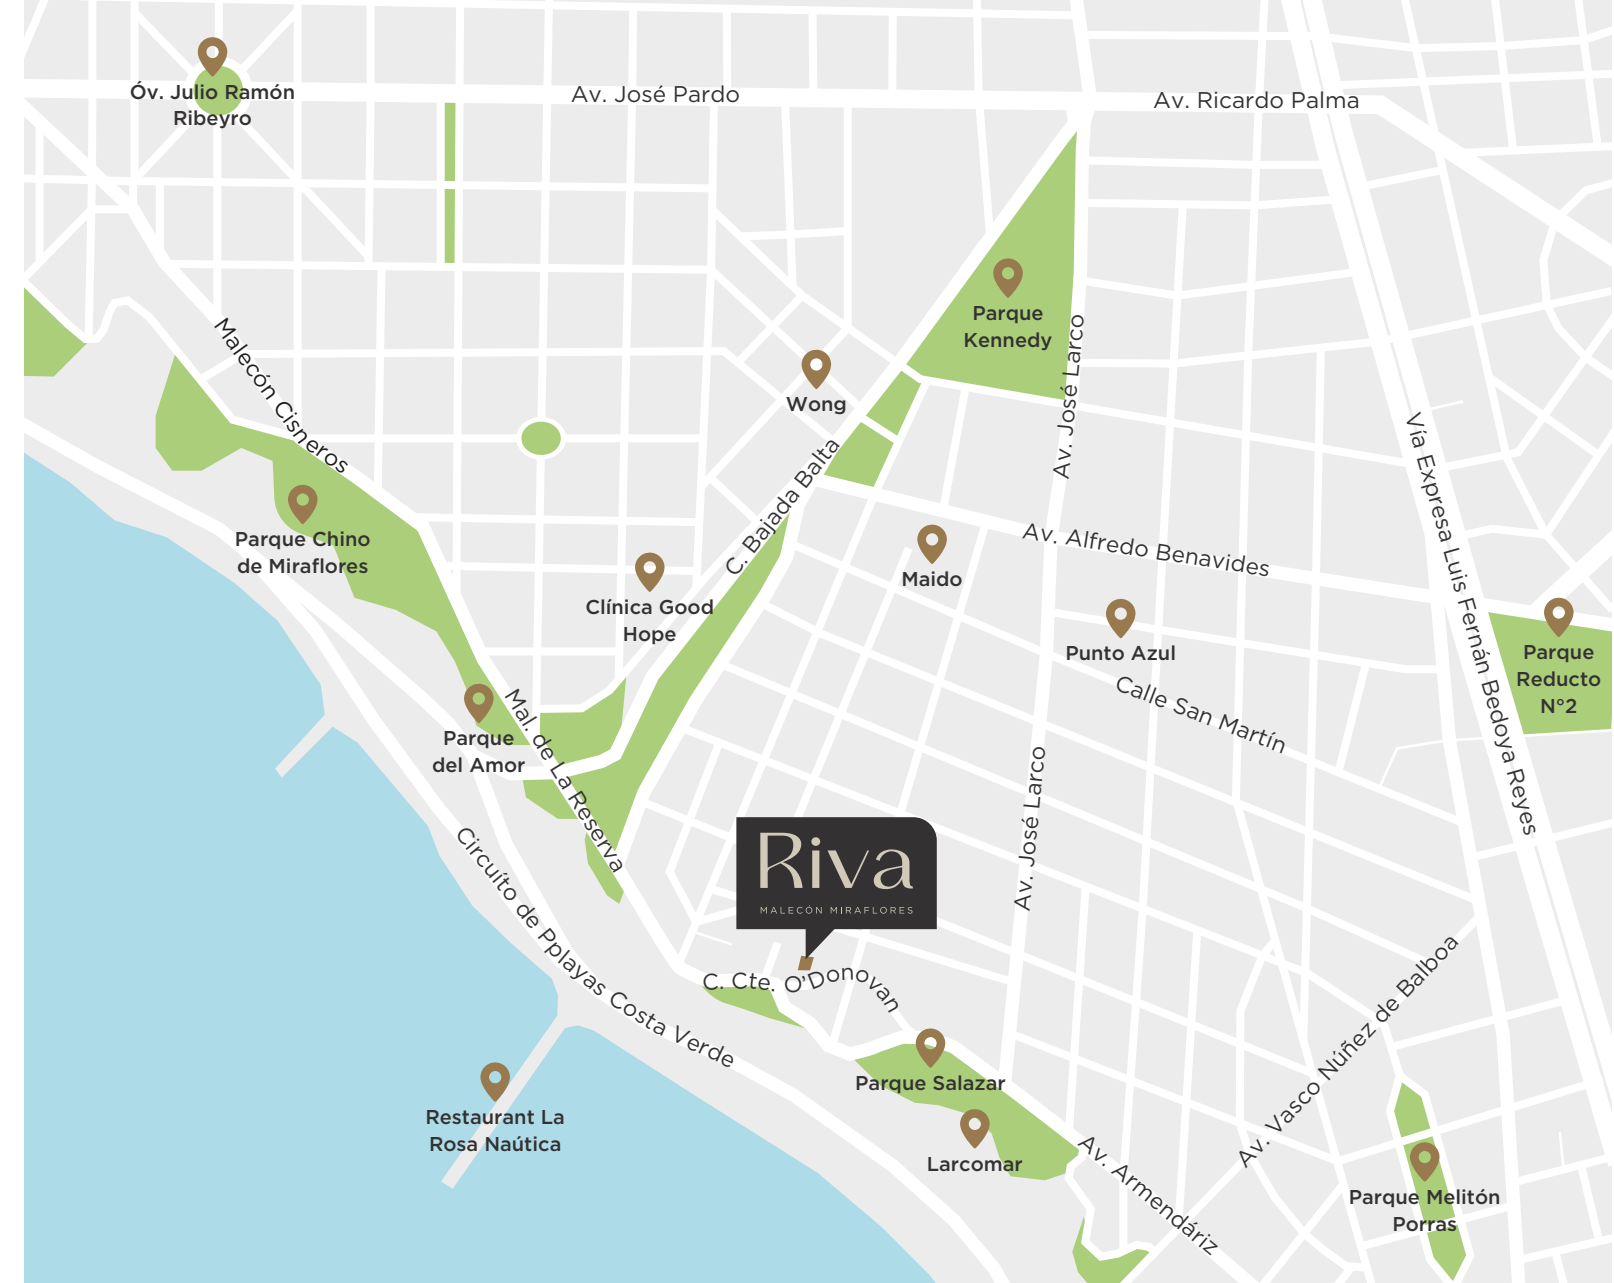 Óv. Julio Ramón
Ribeyro
Av. José Pardo
Av. Ricardo Palma
Parque
Kennedy
Malecón Cisneros
Wong
Av. José Larco
C. Bajada Balta
Vía Expresa Luis Fernán Bedoya Reyes
Parque Chino
de Miraflores
Av. Alfredo Benavides
Maido
Clínica Good
Hope
Punto Azul
Parque
Reducto
N°2
Calle San Martín
Parque
del Amor
Mal. de La Reserva
Av. José Larco
Riva
MALECÓN MIRAFLORES
Circuíto de Pplayas Costa Verde
C. Cte. O'Donovan
Av. Vasco Núñez de Balboa
Parque Salazar
Restaurant La
Rosa Naútica
Larcomar
Av. Armendáriz
Parque Melitón
Porras